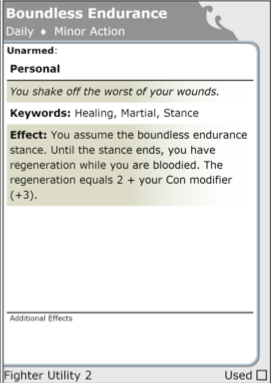 Boundless Endurance
Daily ♦ Minor Action
Unarmed:
Personal
You shake off the worst of your wounds.
Keywords: Healing, Martial, Stance
Effect: You assume the boundless endurance
stance. Until the stance ends, you have
regeneration while you are bloodied. The
regeneration equals 2 + your Con modifier
(+3).
Additional Effects
Fighter Utility 2 Used □